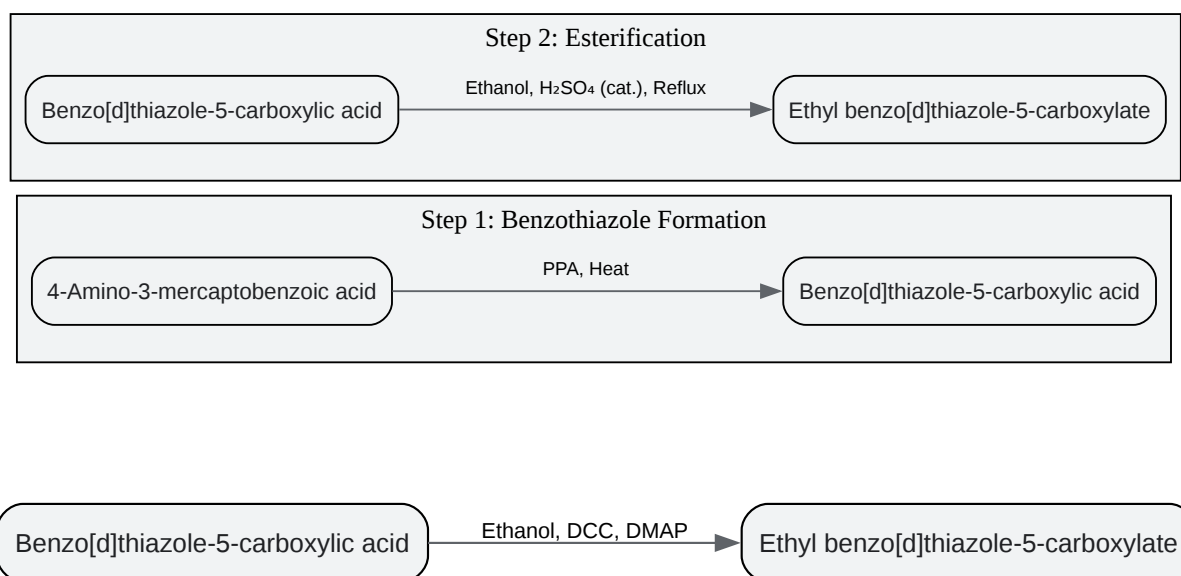 Step 2: Esterification
Benzo[d]thiazole-5-carboxylic acid
Ethanol, H₂SO₄ (cat.), Reflux
Ethyl benzo[d]thiazole-5-carboxylate
Step 1: Benzothiazole Formation
4-Amino-3-mercaptobenzoic acid
PPA, Heat
Benzo[d]thiazole-5-carboxylic acid
Benzo[d]thiazole-5-carboxylic acid
Ethanol, DCC, DMAP
Ethyl benzo[d]thiazole-5-carboxylate